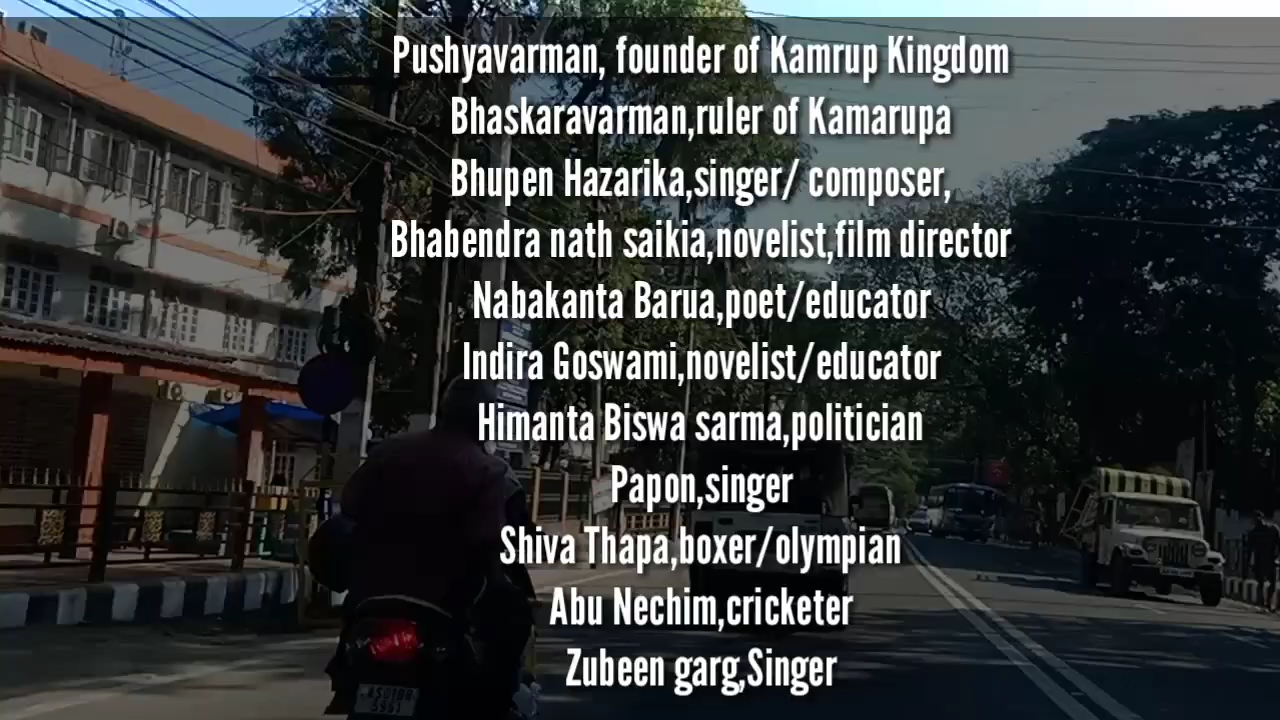 Pushyavarman, founder of Kamrup Kingdom
Bhaskaravarman,ruler of Kamarupa
Bhupen Hazarika,singer/ composer,
Bhabendra nath saikia,novelist,film director
Nabakanta Barua,poet/educator
Indira Goswami,novelist/educator
Himanta Biswa sarma,politician
Papon,singer
Shiva Thapa,boxer/olympian
Abu Nechim,cricketer
Zubeen garg,Singer